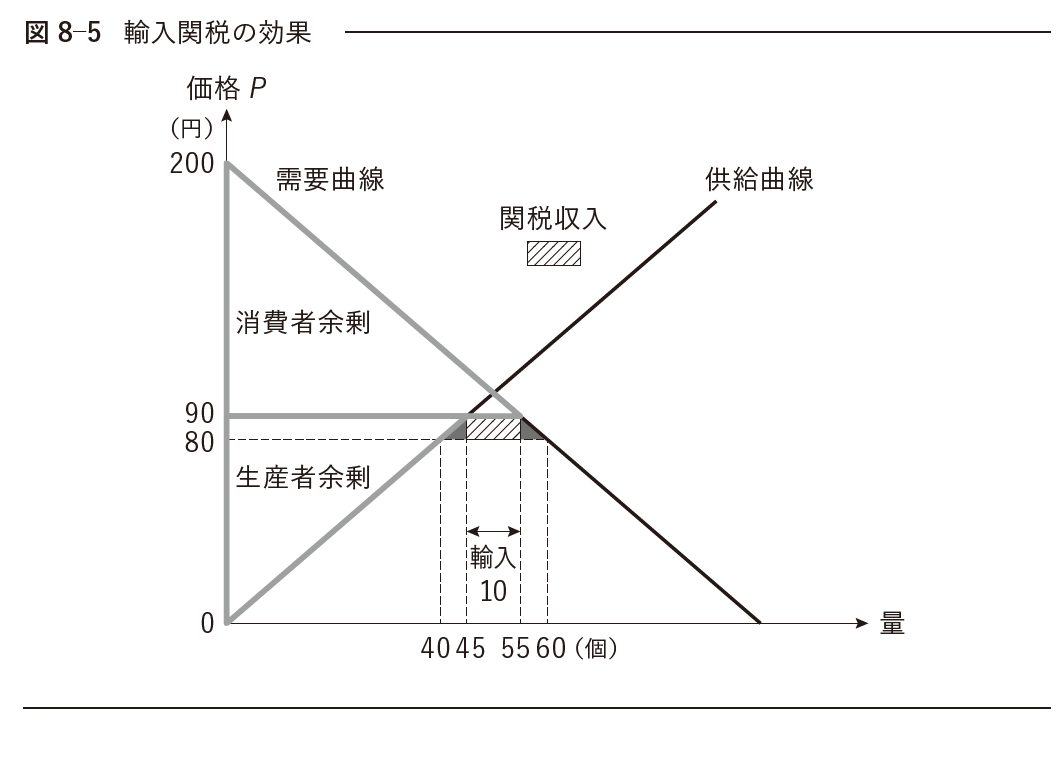 図 8–5 輸入関税の効果
価格 P
(円)
200
需要曲線
供給曲線
関税収入
消費者余剰
90
80
生産者余剰
輸入
10
0
量
40 45 55 60 (個)